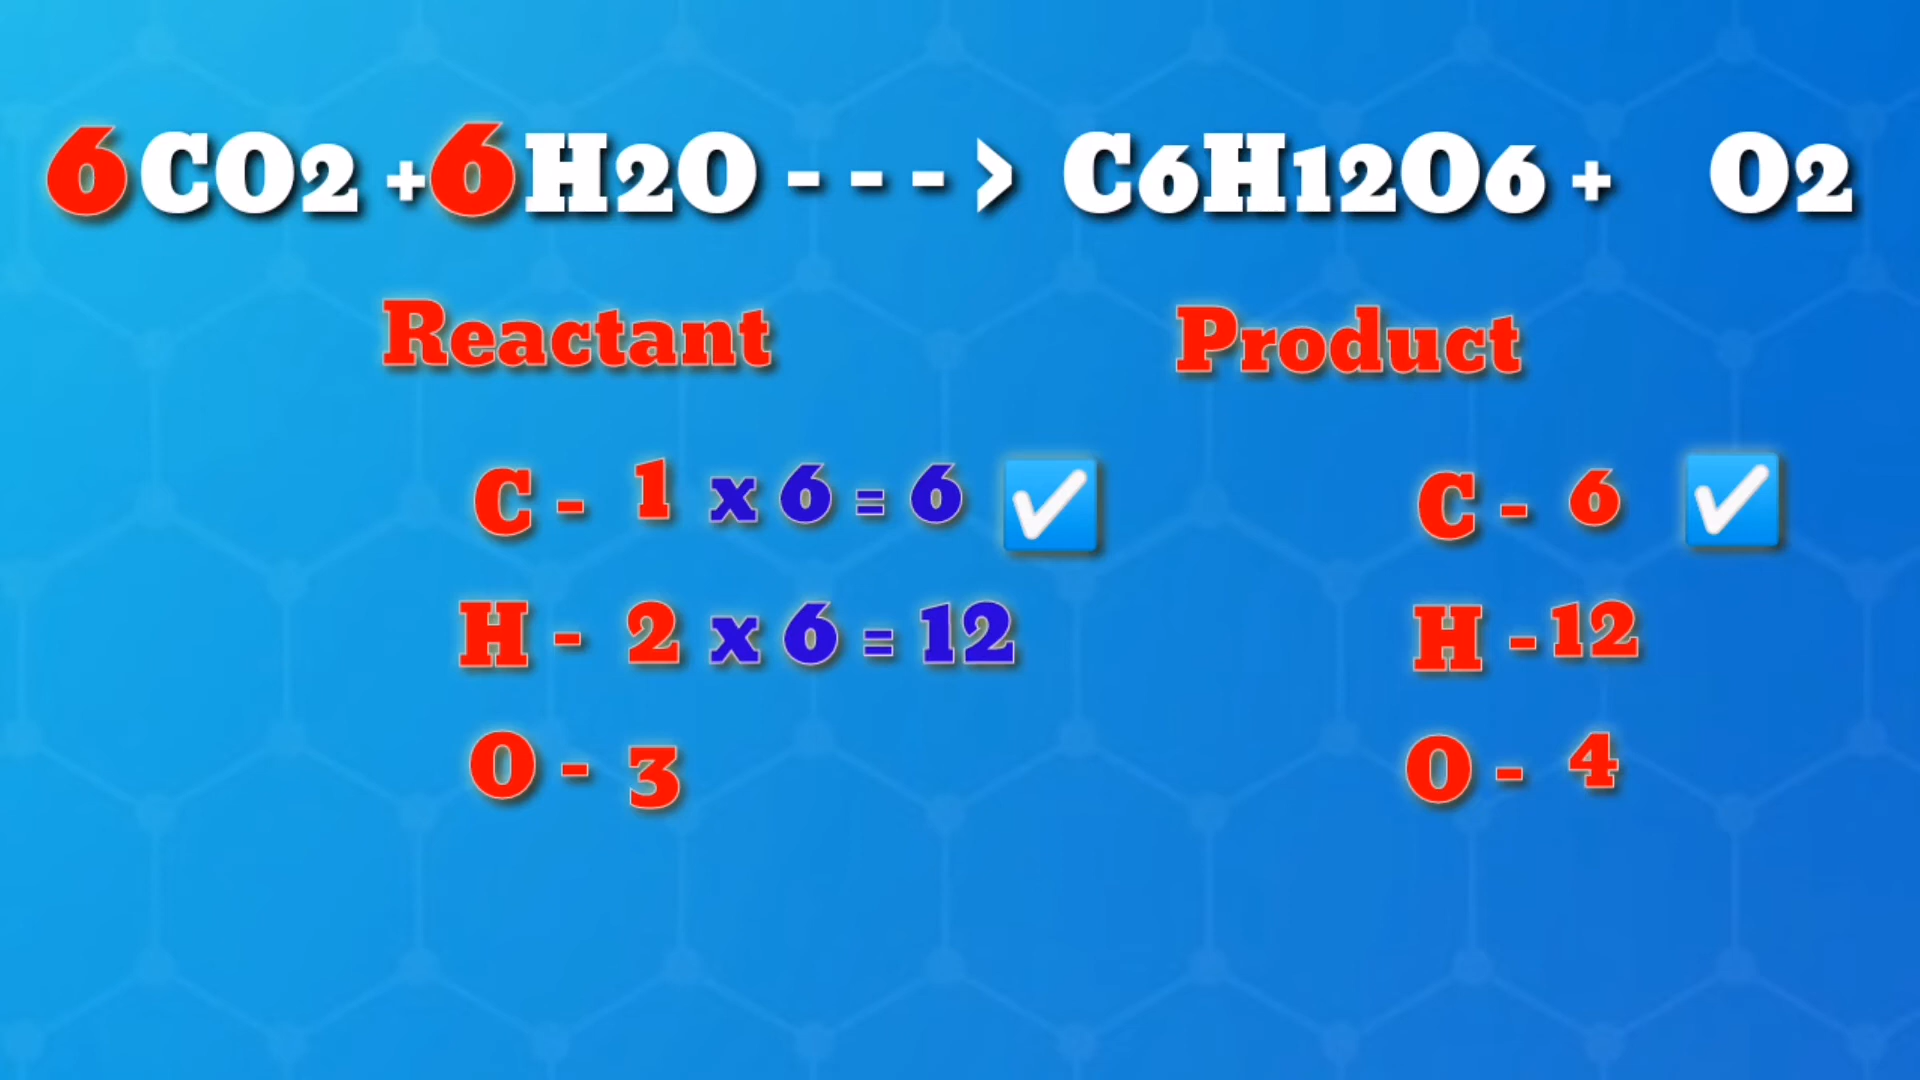 6CO2 +6H2O - - - > C6H12O6 + O2
Reactant Product
C - 1 x 6 = 6 ✓ C - 6 ✓
H - 2 x 6 = 12 H -12
O - 3 O - 4